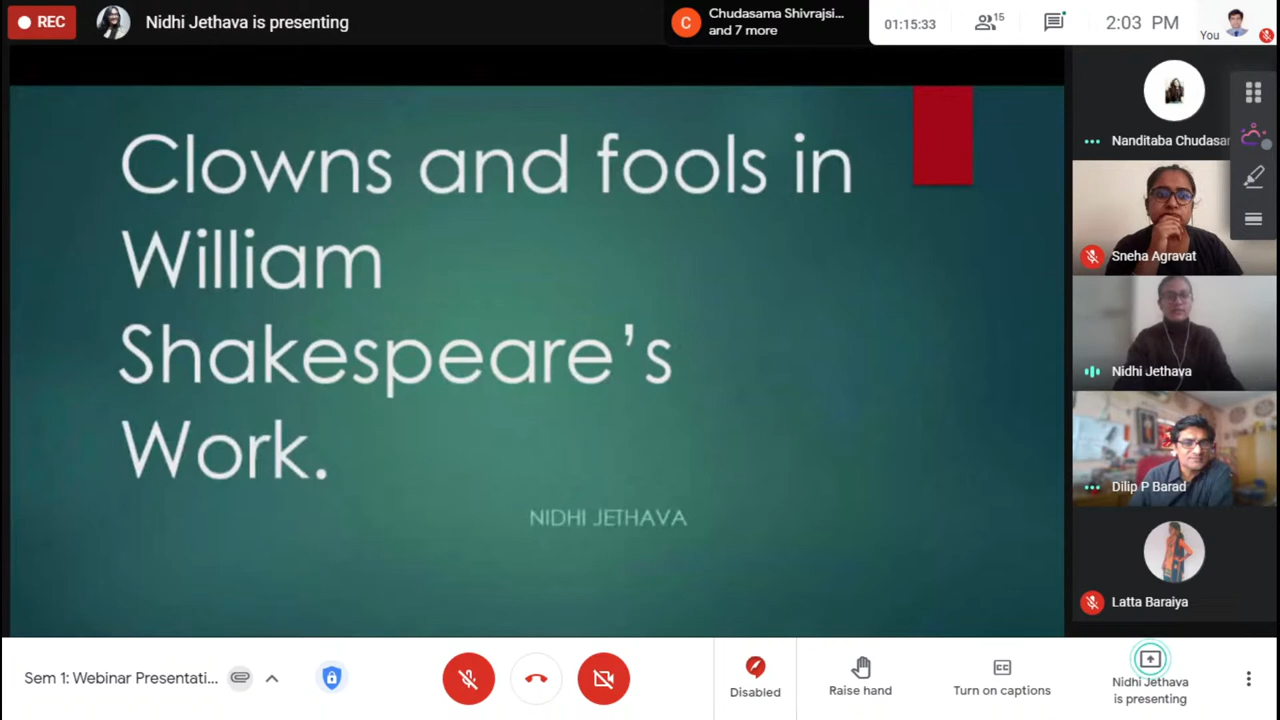 REC
Nidhi Jethava is presenting
C
Chudasama Shivrajsi...
and 7 more
01:15:33
15
2:03 PM
You
Clowns and fools in
William
Shakespeare's
Work.
NIDHI JETHAVA
Nanditaba Chudasar
Sneha Agravat
Nidhi Jethava
Dilip P Barad
Latta Baraiya
Sem 1: Webinar Presentati...
Disabled
Raise hand
CC
Turn on captions
Nidhi Jethava
is presenting